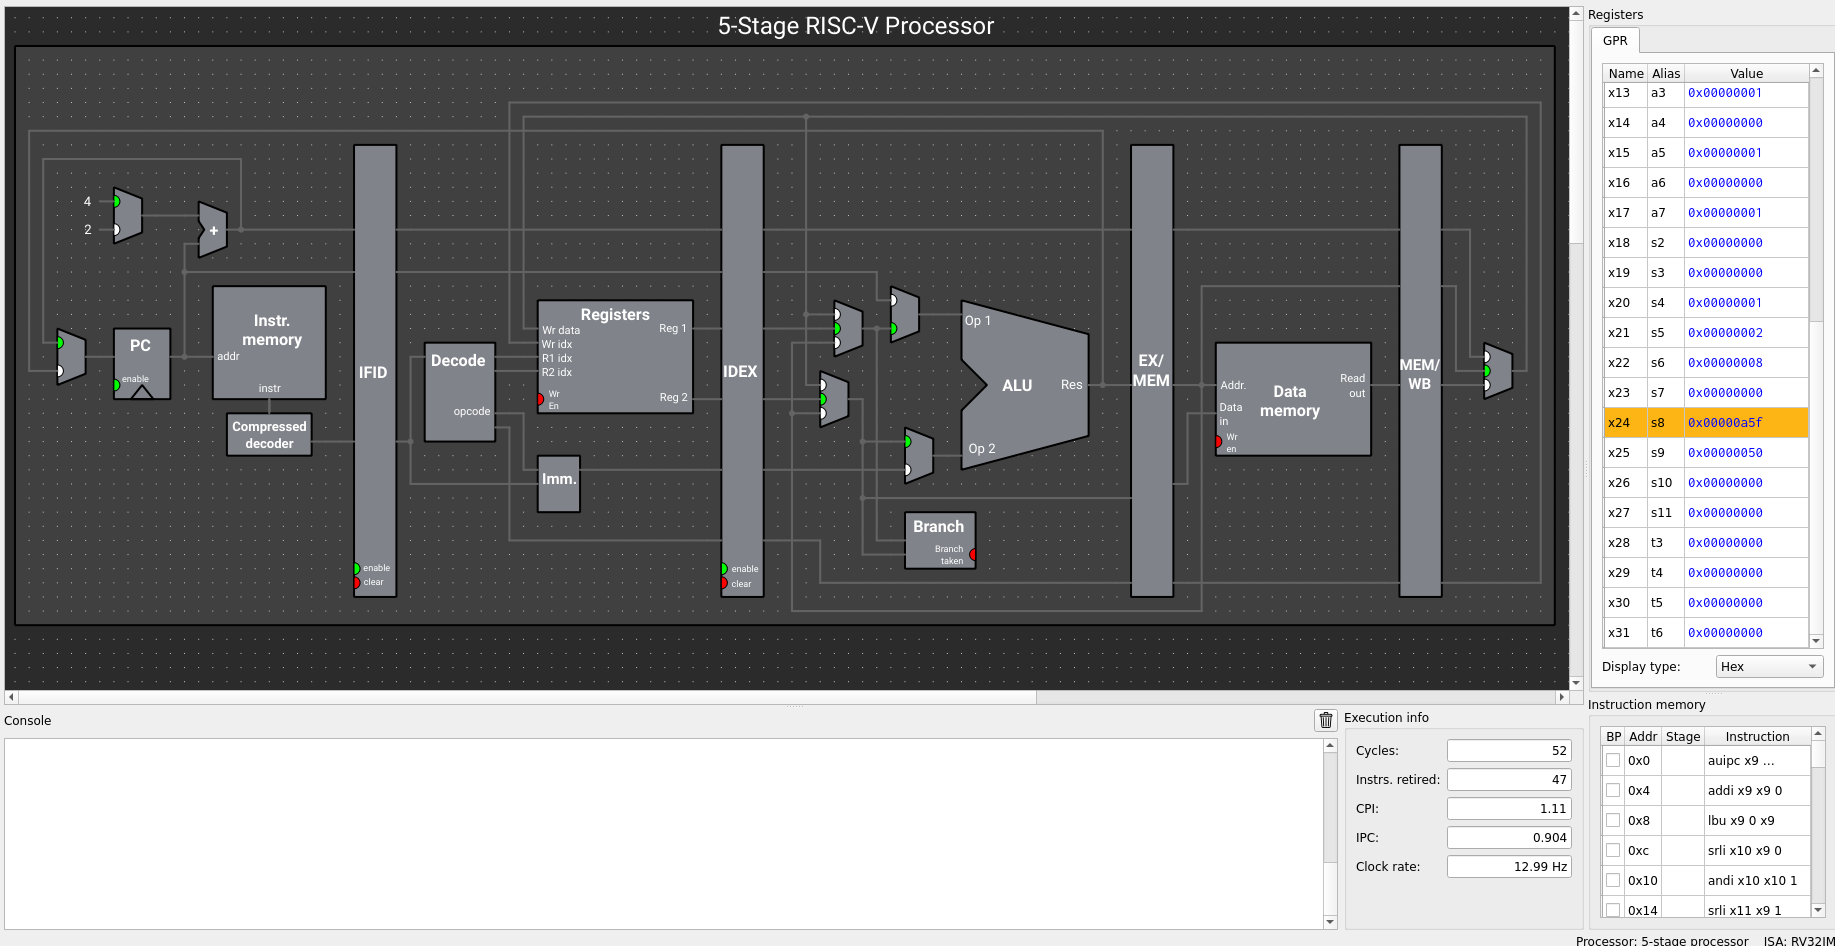 5-Stage RISC-V Processor
4
2
+
PC
enable
Instr.
memory
addr
instr
Compressed
decoder
IFID
enable
clear
Decode
opcode
Registers
Wr data
Wr idx
R1 idx
R2 idx
Wr
En
Reg 1
Reg 2
Imm.
IDEX
enable
clear
Op 1
ALU
Res
Op 2
Branch
Branch
taken
EX/
MEM
Addr.
Data
in
Wr
en
Data
memory
Read
out
MEM/
WB
Registers
GPR
Name Alias Value
x13 a3 0x00000001
x14 a4 0x00000000
x15 a5 0x00000001
x16 a6 0x00000000
x17 a7 0x00000001
x18 s2 0x00000000
x19 s3 0x00000000
x20 s4 0x00000001
x21 s5 0x00000002
x22 s6 0x00000008
x23 s7 0x00000000
x24 s8 0x00000a5f
x25 s9 0x00000050
x26 s10 0x00000000
x27 s11 0x00000000
x28 t3 0x00000000
x29 t4 0x00000000
x30 t5 0x00000000
x31 t6 0x00000000
Display type: Hex
Console
Execution info
Cycles: 52
Instrs. retired: 47
CPI: 1.11
IPC: 0.904
Clock rate: 12.99 Hz
Instruction memory
BP Addr Stage Instruction
0x0 auipc x9 ...
0x4 addi x9 x9 0
0x8 lbu x9 0 x9
0xc srli x10 x9 0
0x10 andi x10 x10 1
0x14 srli x11 x9 1
Processor: 5-stage processor ISA: RV32IM